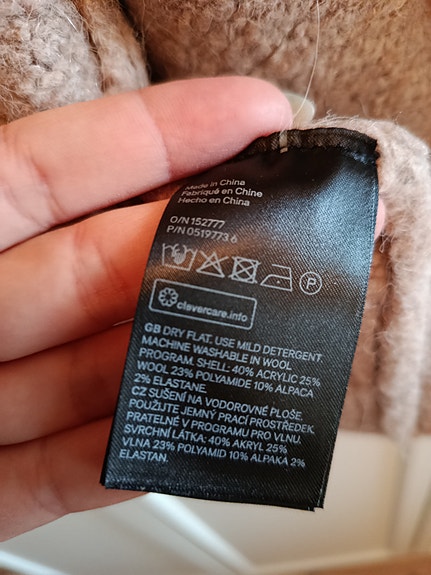 Made in China
Fabriqué en Chine
Hecho en China
O/N 152777
P/N 0519773 6
P
clevercare.info
GB DRY FLAT. USE MILD DETERGENT.
MACHINE WASHABLE IN WOOL
PROGRAM. SHELL: 40% ACRYLIC 25%
WOOL 23% POLYAMIDE 10% ALPACA
2% ELASTANE.
CZ SUŠENÍ NA VODOROVNÉ PLOŠE
POUŽIJTE JEMNÝ PRACÍ PROSTŘEDEK.
PRATELNÉ V PROGRAMU PRO VLNU.
SVRCHNÍ LÁTKA: 40% AKRYL 25%
VLNA 23% POLYAMID 10% ALPAKA 2%
ELASTAN.